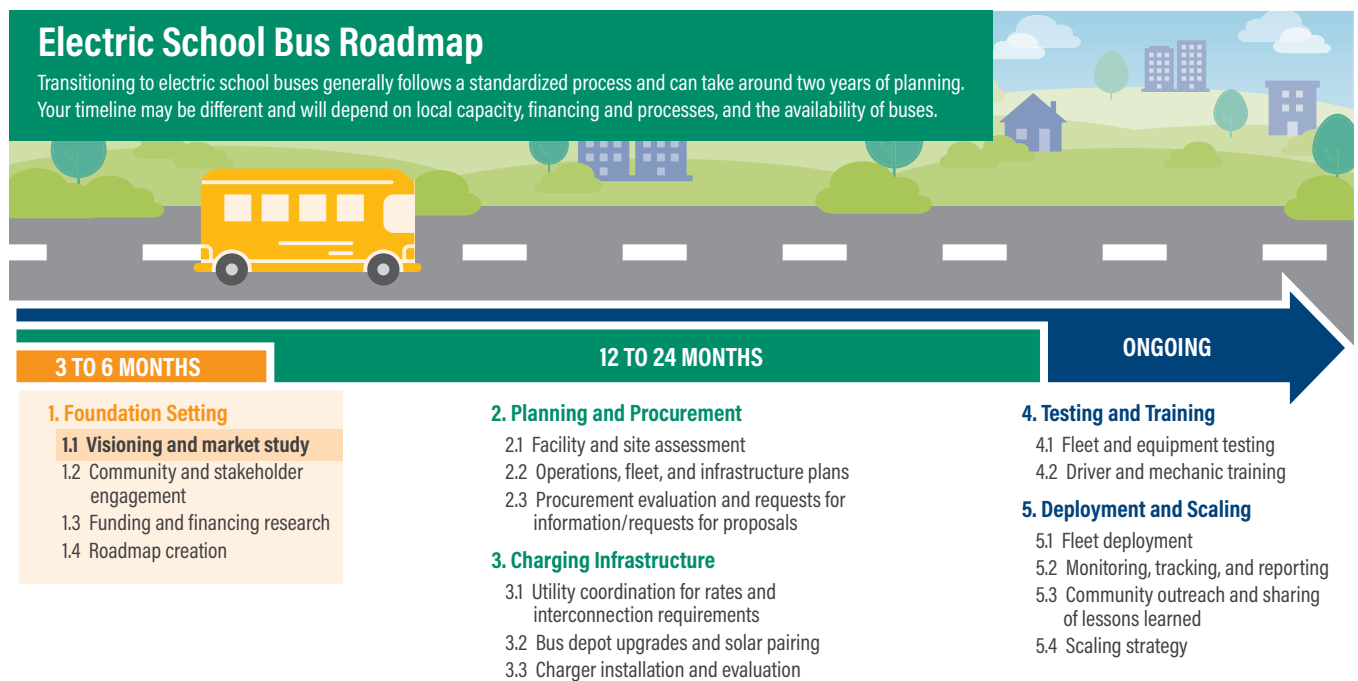 Electric School Bus Roadmap
Transitioning to electric school buses generally follows a standardized process and can take around two years of planning.
Your timeline may be different and will depend on local capacity, financing and processes, and the availability of buses.
3 TO 6 MONTHS
12 TO 24 MONTHS
ONGOING
1. Foundation Setting
1.1 Visioning and market study
1.2 Community and stakeholder
engagement
1.3 Funding and financing research
1.4 Roadmap creation
2. Planning and Procurement
2.1 Facility and site assessment
2.2 Operations, fleet, and infrastructure plans
2.3 Procurement evaluation and requests for
information/requests for proposals
3. Charging Infrastructure
3.1 Utility coordination for rates and
interconnection requirements
3.2 Bus depot upgrades and solar pairing
3.3 Charger installation and evaluation
4. Testing and Training
4.1 Fleet and equipment testing
4.2 Driver and mechanic training
5. Deployment and Scaling
5.1 Fleet deployment
5.2 Monitoring, tracking, and reporting
5.3 Community outreach and sharing
of lessons learned
5.4 Scaling strategy